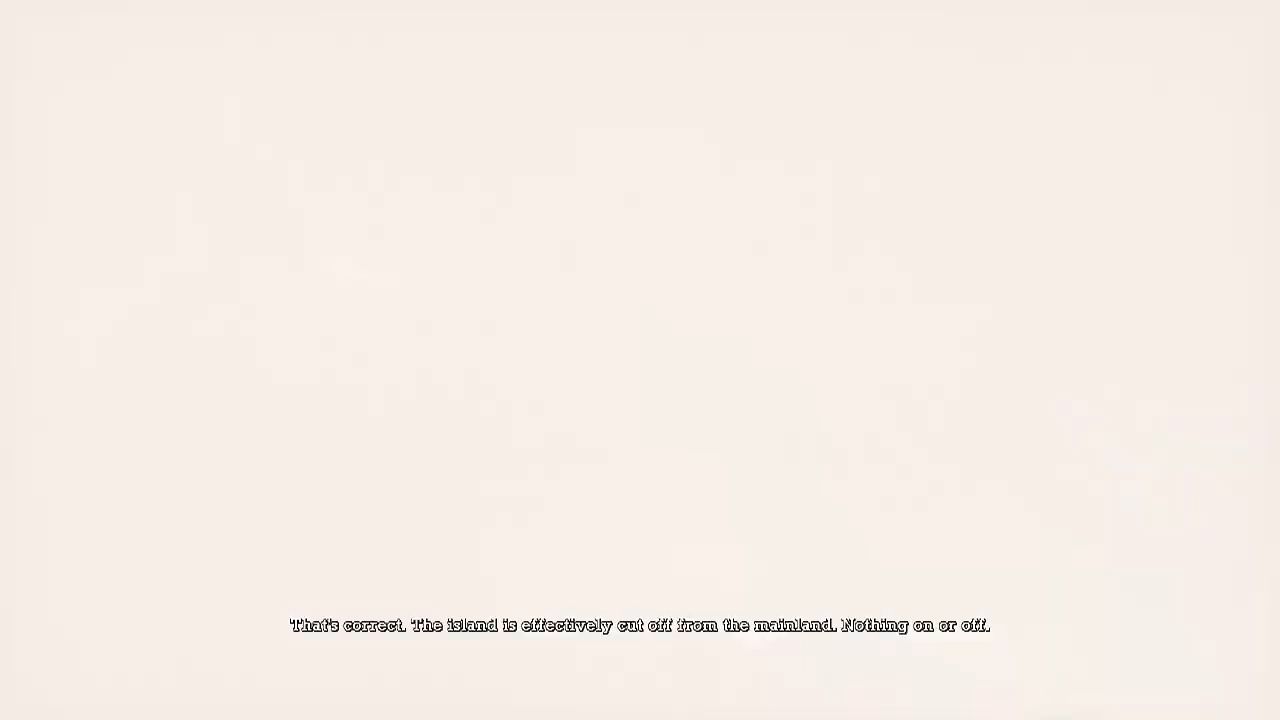 That's correct. The island is effectively cut off from the mainland. Nothing on or off.